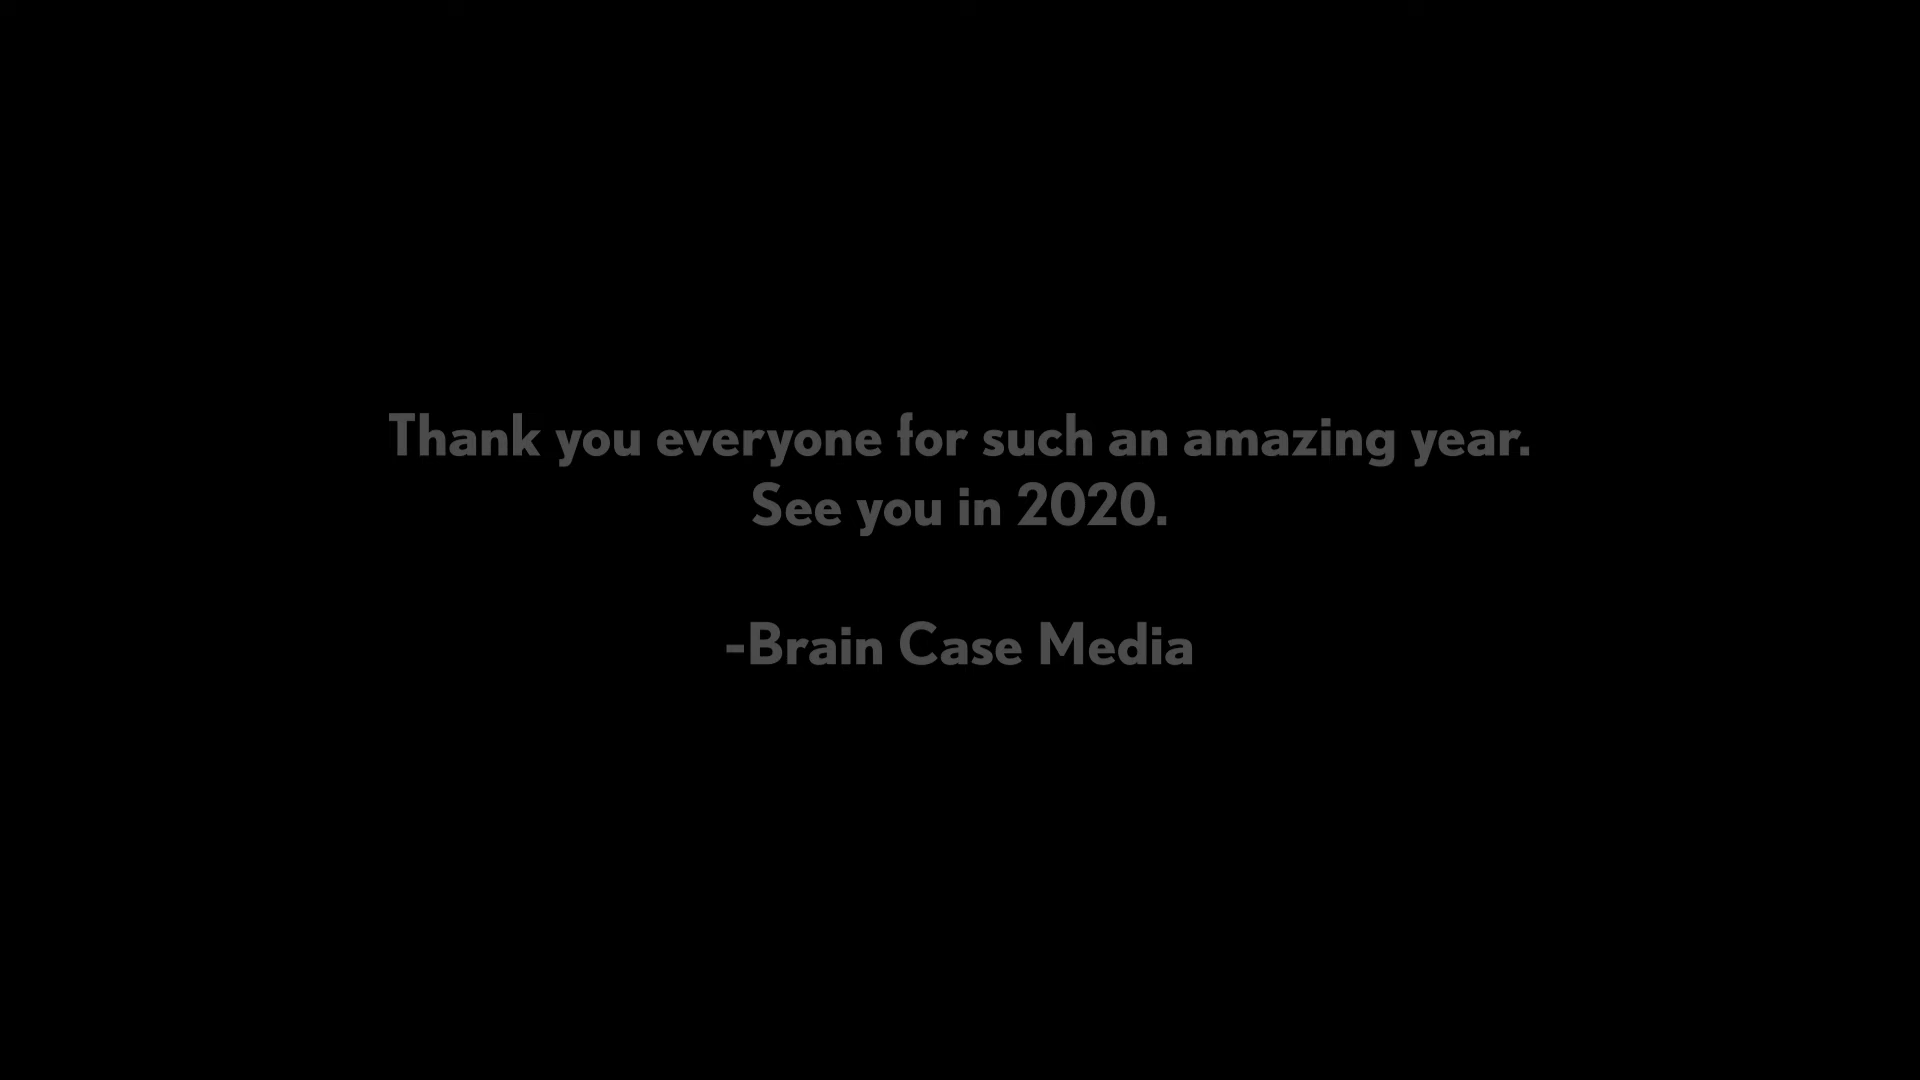 Thank you everyone for such an amazing year.
See you in 2020.
-Brain Case Media